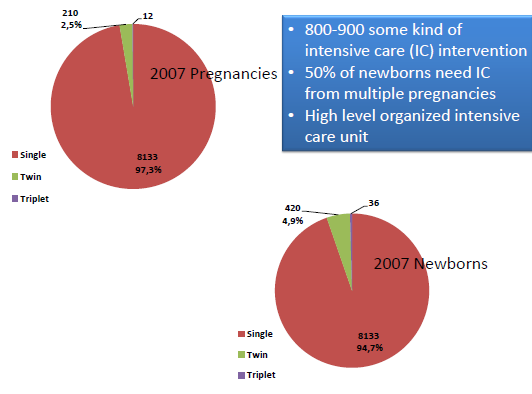 210
2,5%
12
2007 Pregnancies
8133
97,3%
Single
Twin
Triplet
• 800-900 some kind of
intensive care (IC) intervention
• 50% of newborns need IC
from multiple pregnancies
• High level organized intensive
care unit
420
4,9%
36
2007 Newborns
8133
94,7%
Single
Twin
Triplet